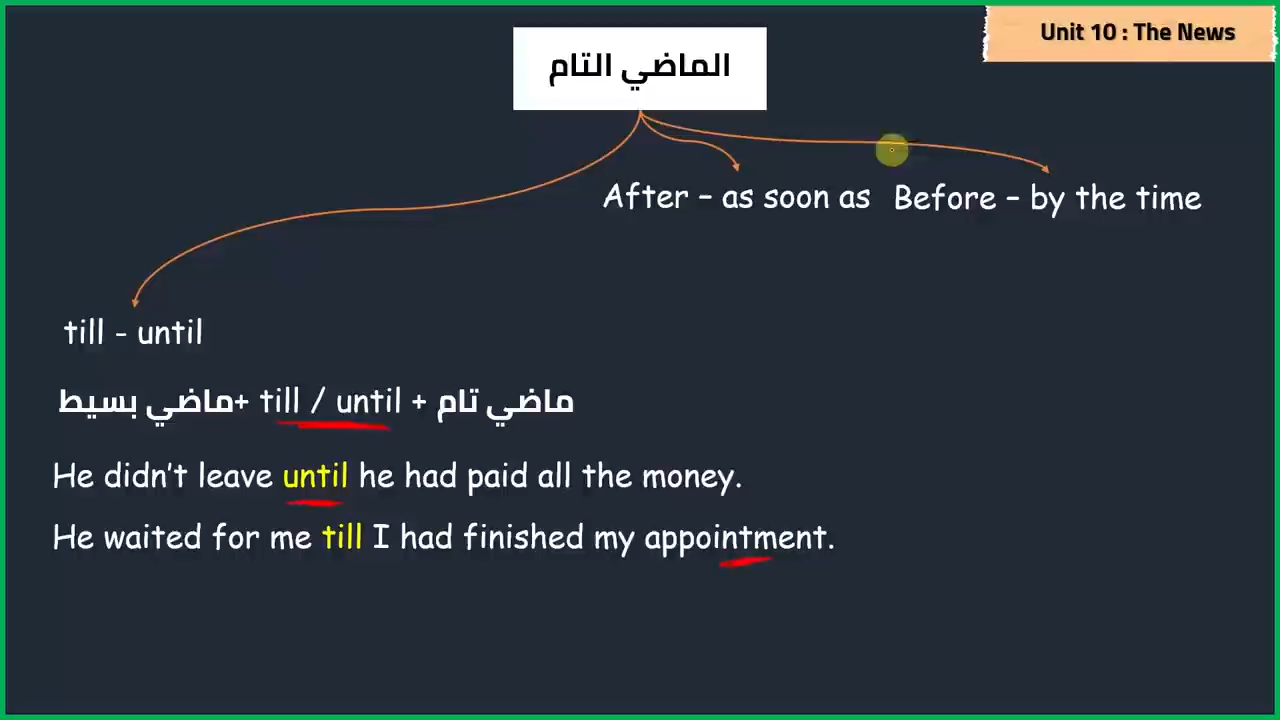 Unit 10 : The News
الماضي التام
After – as soon as
Before – by the time
till - until
ماضي بسيط+ till / until + ماضي تام
He didn't leave until he had paid all the money.
He waited for me till I had finished my appointment.